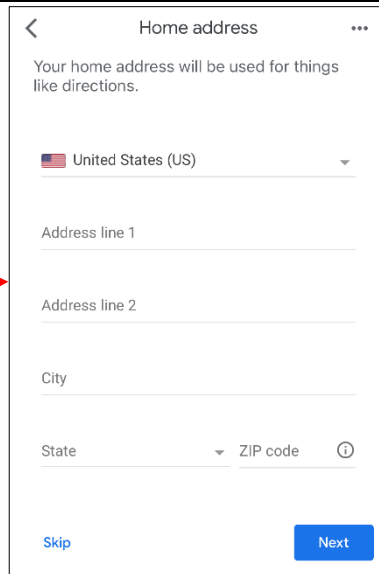 Home address
Your home address will be used for things
like directions.
United States (US)
Address line 1
Address line 2
City
State
ZIP code
Skip
Next